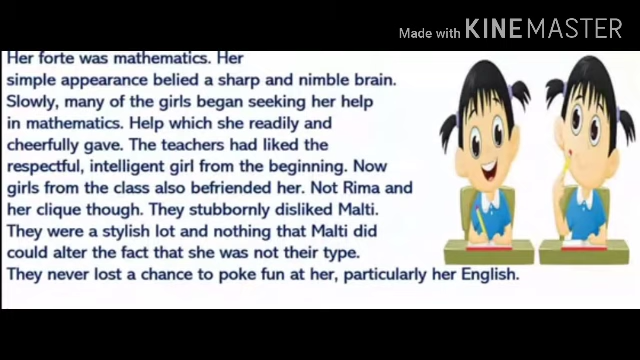 Made with KINEMASTER
Her forte was mathematics. Her
simple appearance belied a sharp and nimble brain.
Slowly, many of the girls began seeking her help
in mathematics. Help which she readily and
cheerfully gave. The teachers had liked the
respectful, intelligent girl from the beginning. Now
girls from the class also befriended her. Not Rima and
her clique though. They stubbornly disliked Malti.
They were a stylish lot and nothing that Malti did
could alter the fact that she was not their type.
They never lost a chance to poke fun at her, particularly her English.